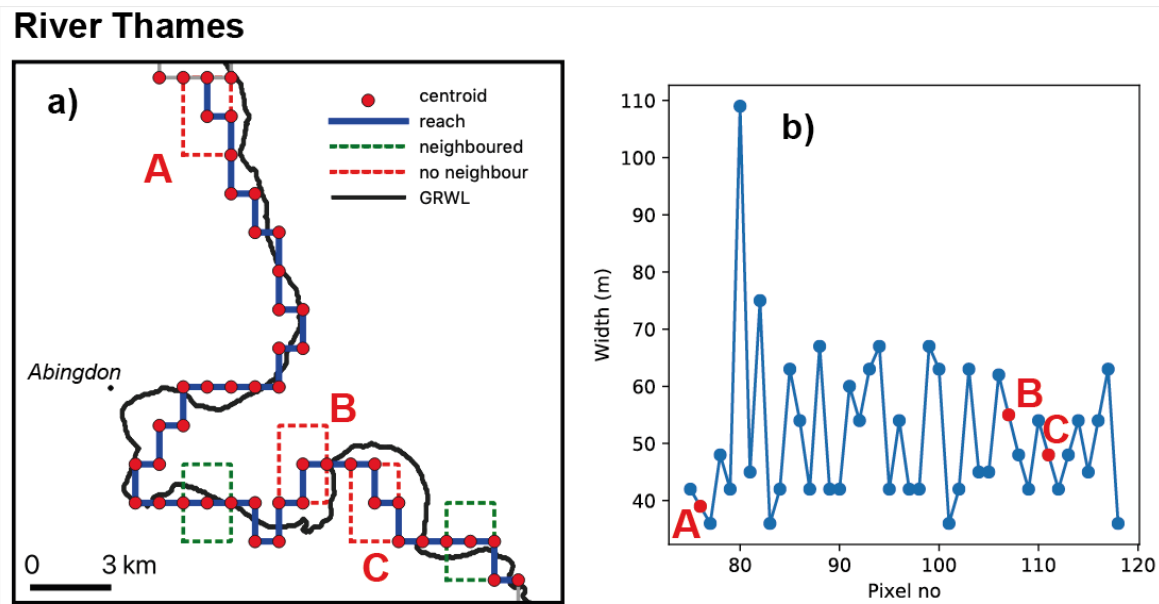 River Thames
a)
centroid
reach
neighboured
no neighbour
GRWL
A
Abingdon
B
C
0 3 km
b)
110
100
90
80
70
60
50
40
Width (m)
A
B
C
80 90 100 110 120
Pixel no